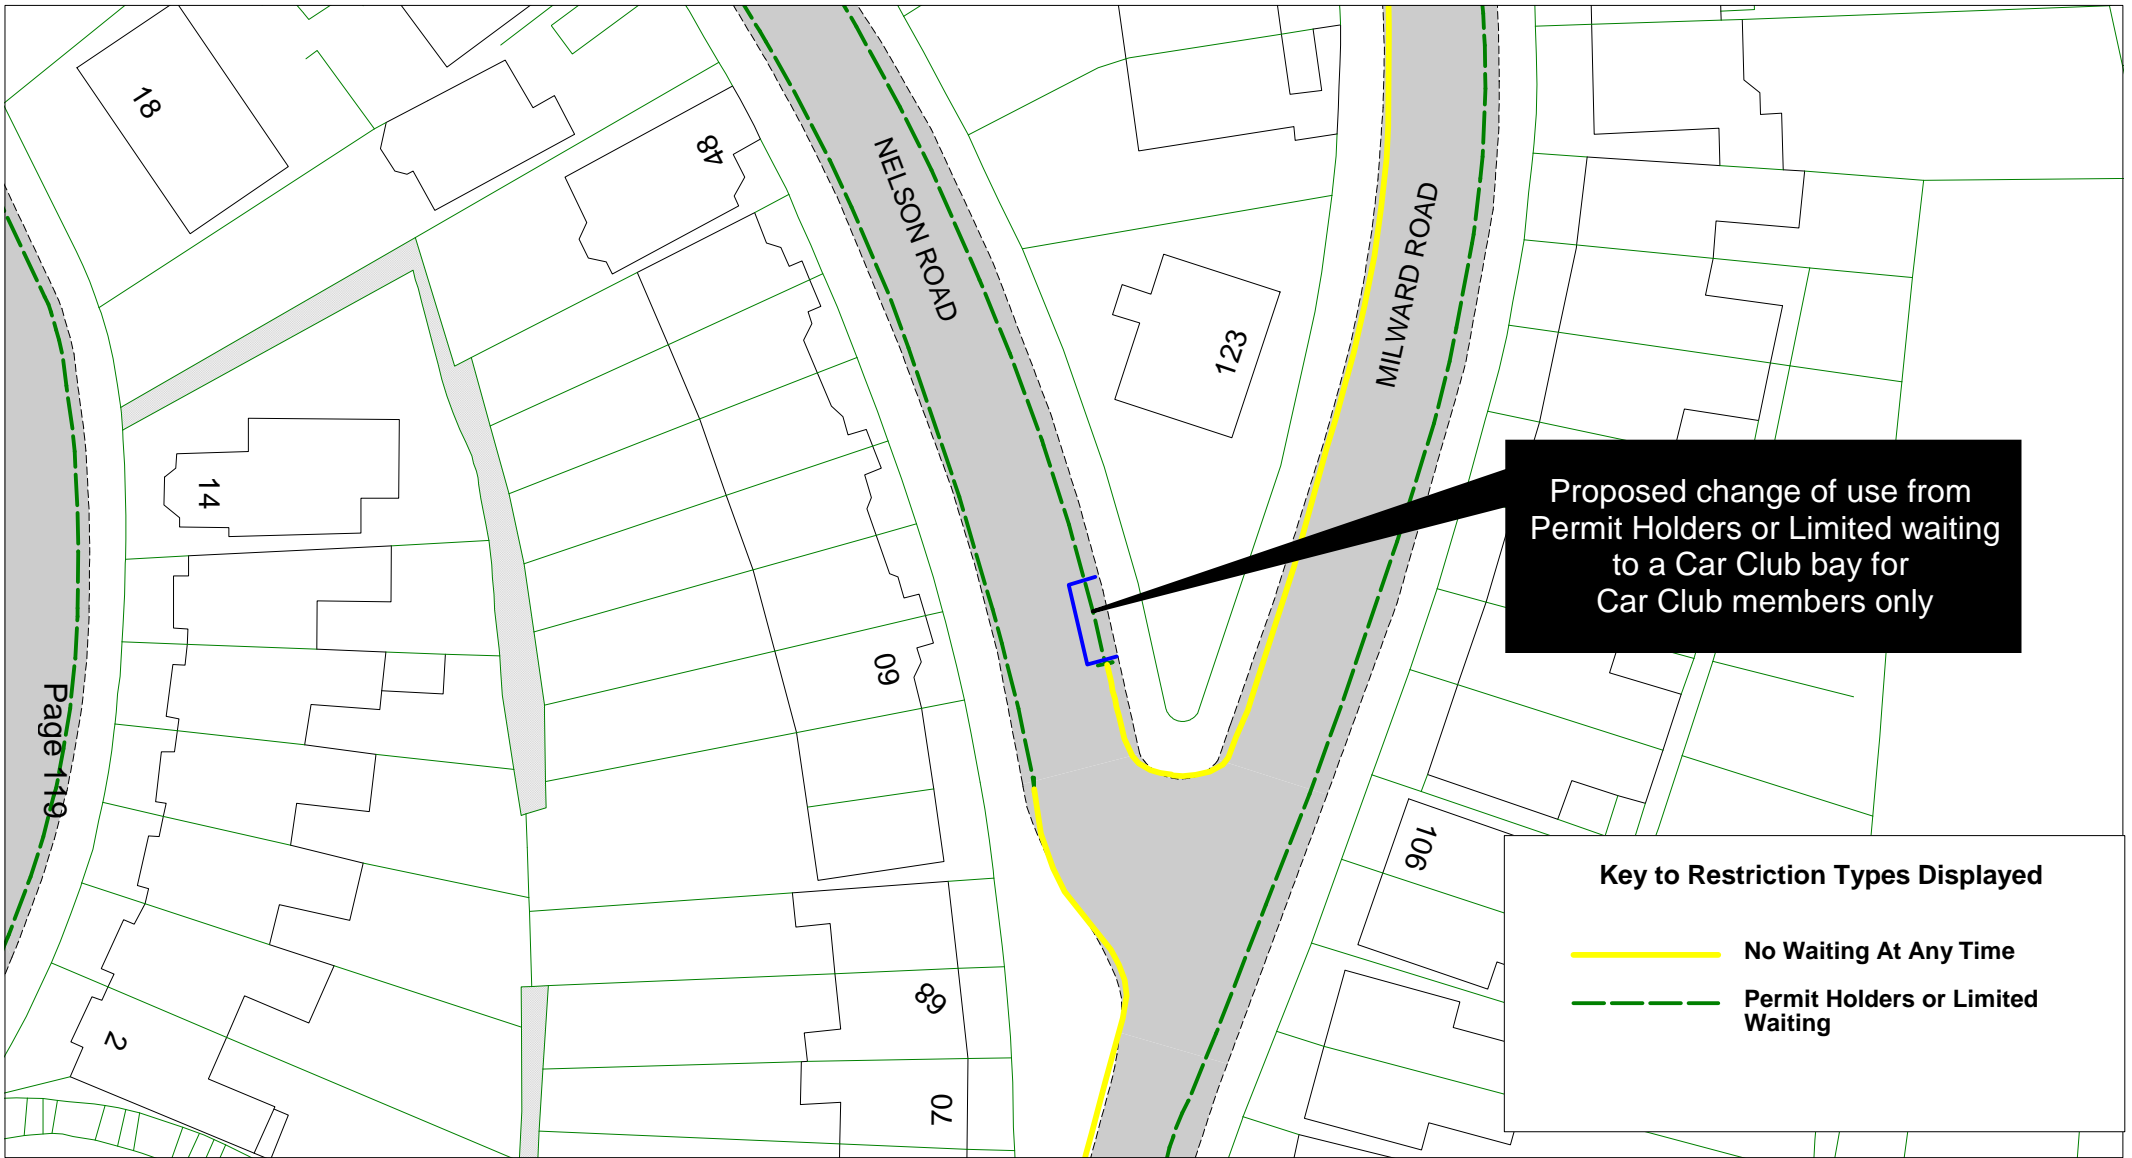 18
48
NELSON ROAD
MILWARD ROAD
123
14
Proposed change of use from
Permit Holders or Limited waiting
to a Car Club bay for
Car Club members only
60
Page 119
106
Key to Restriction Types Displayed
No Waiting At Any Time
Permit Holders or Limited
Waiting
68
2
70